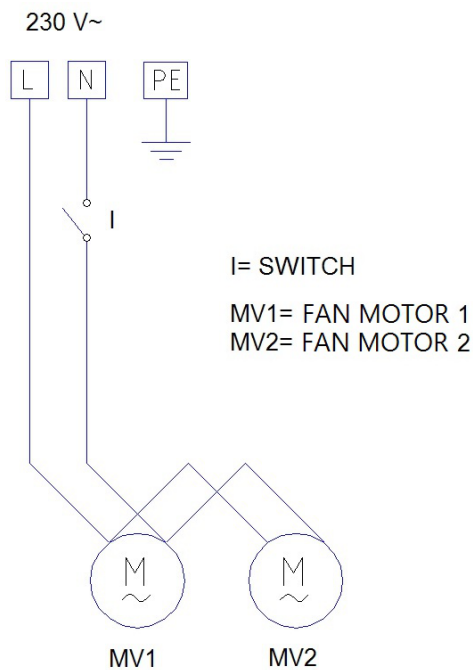 230 V~
L N PE
I
I= SWITCH
MV1= FAN MOTOR 1
MV2= FAN MOTOR 2
M M
~ ~
MV1 MV2